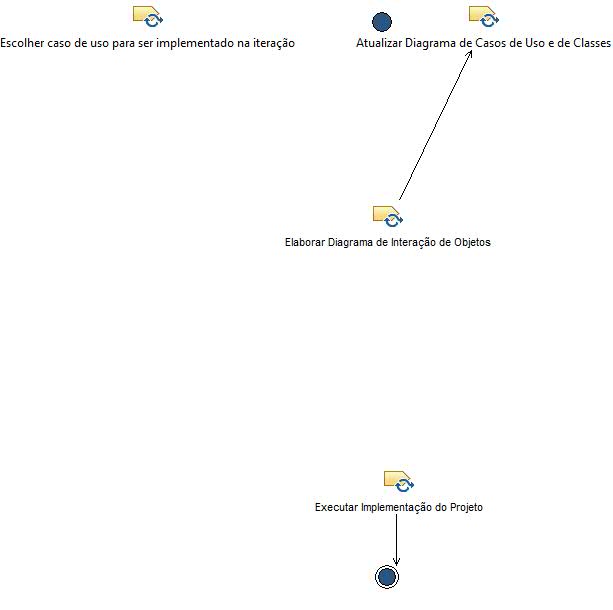 Escolher caso de uso para ser implementado na iteração
Atualizar Diagrama de Casos de Uso e de Classes
Elaborar Diagrama de Interação de Objetos
Executar Implementação do Projeto